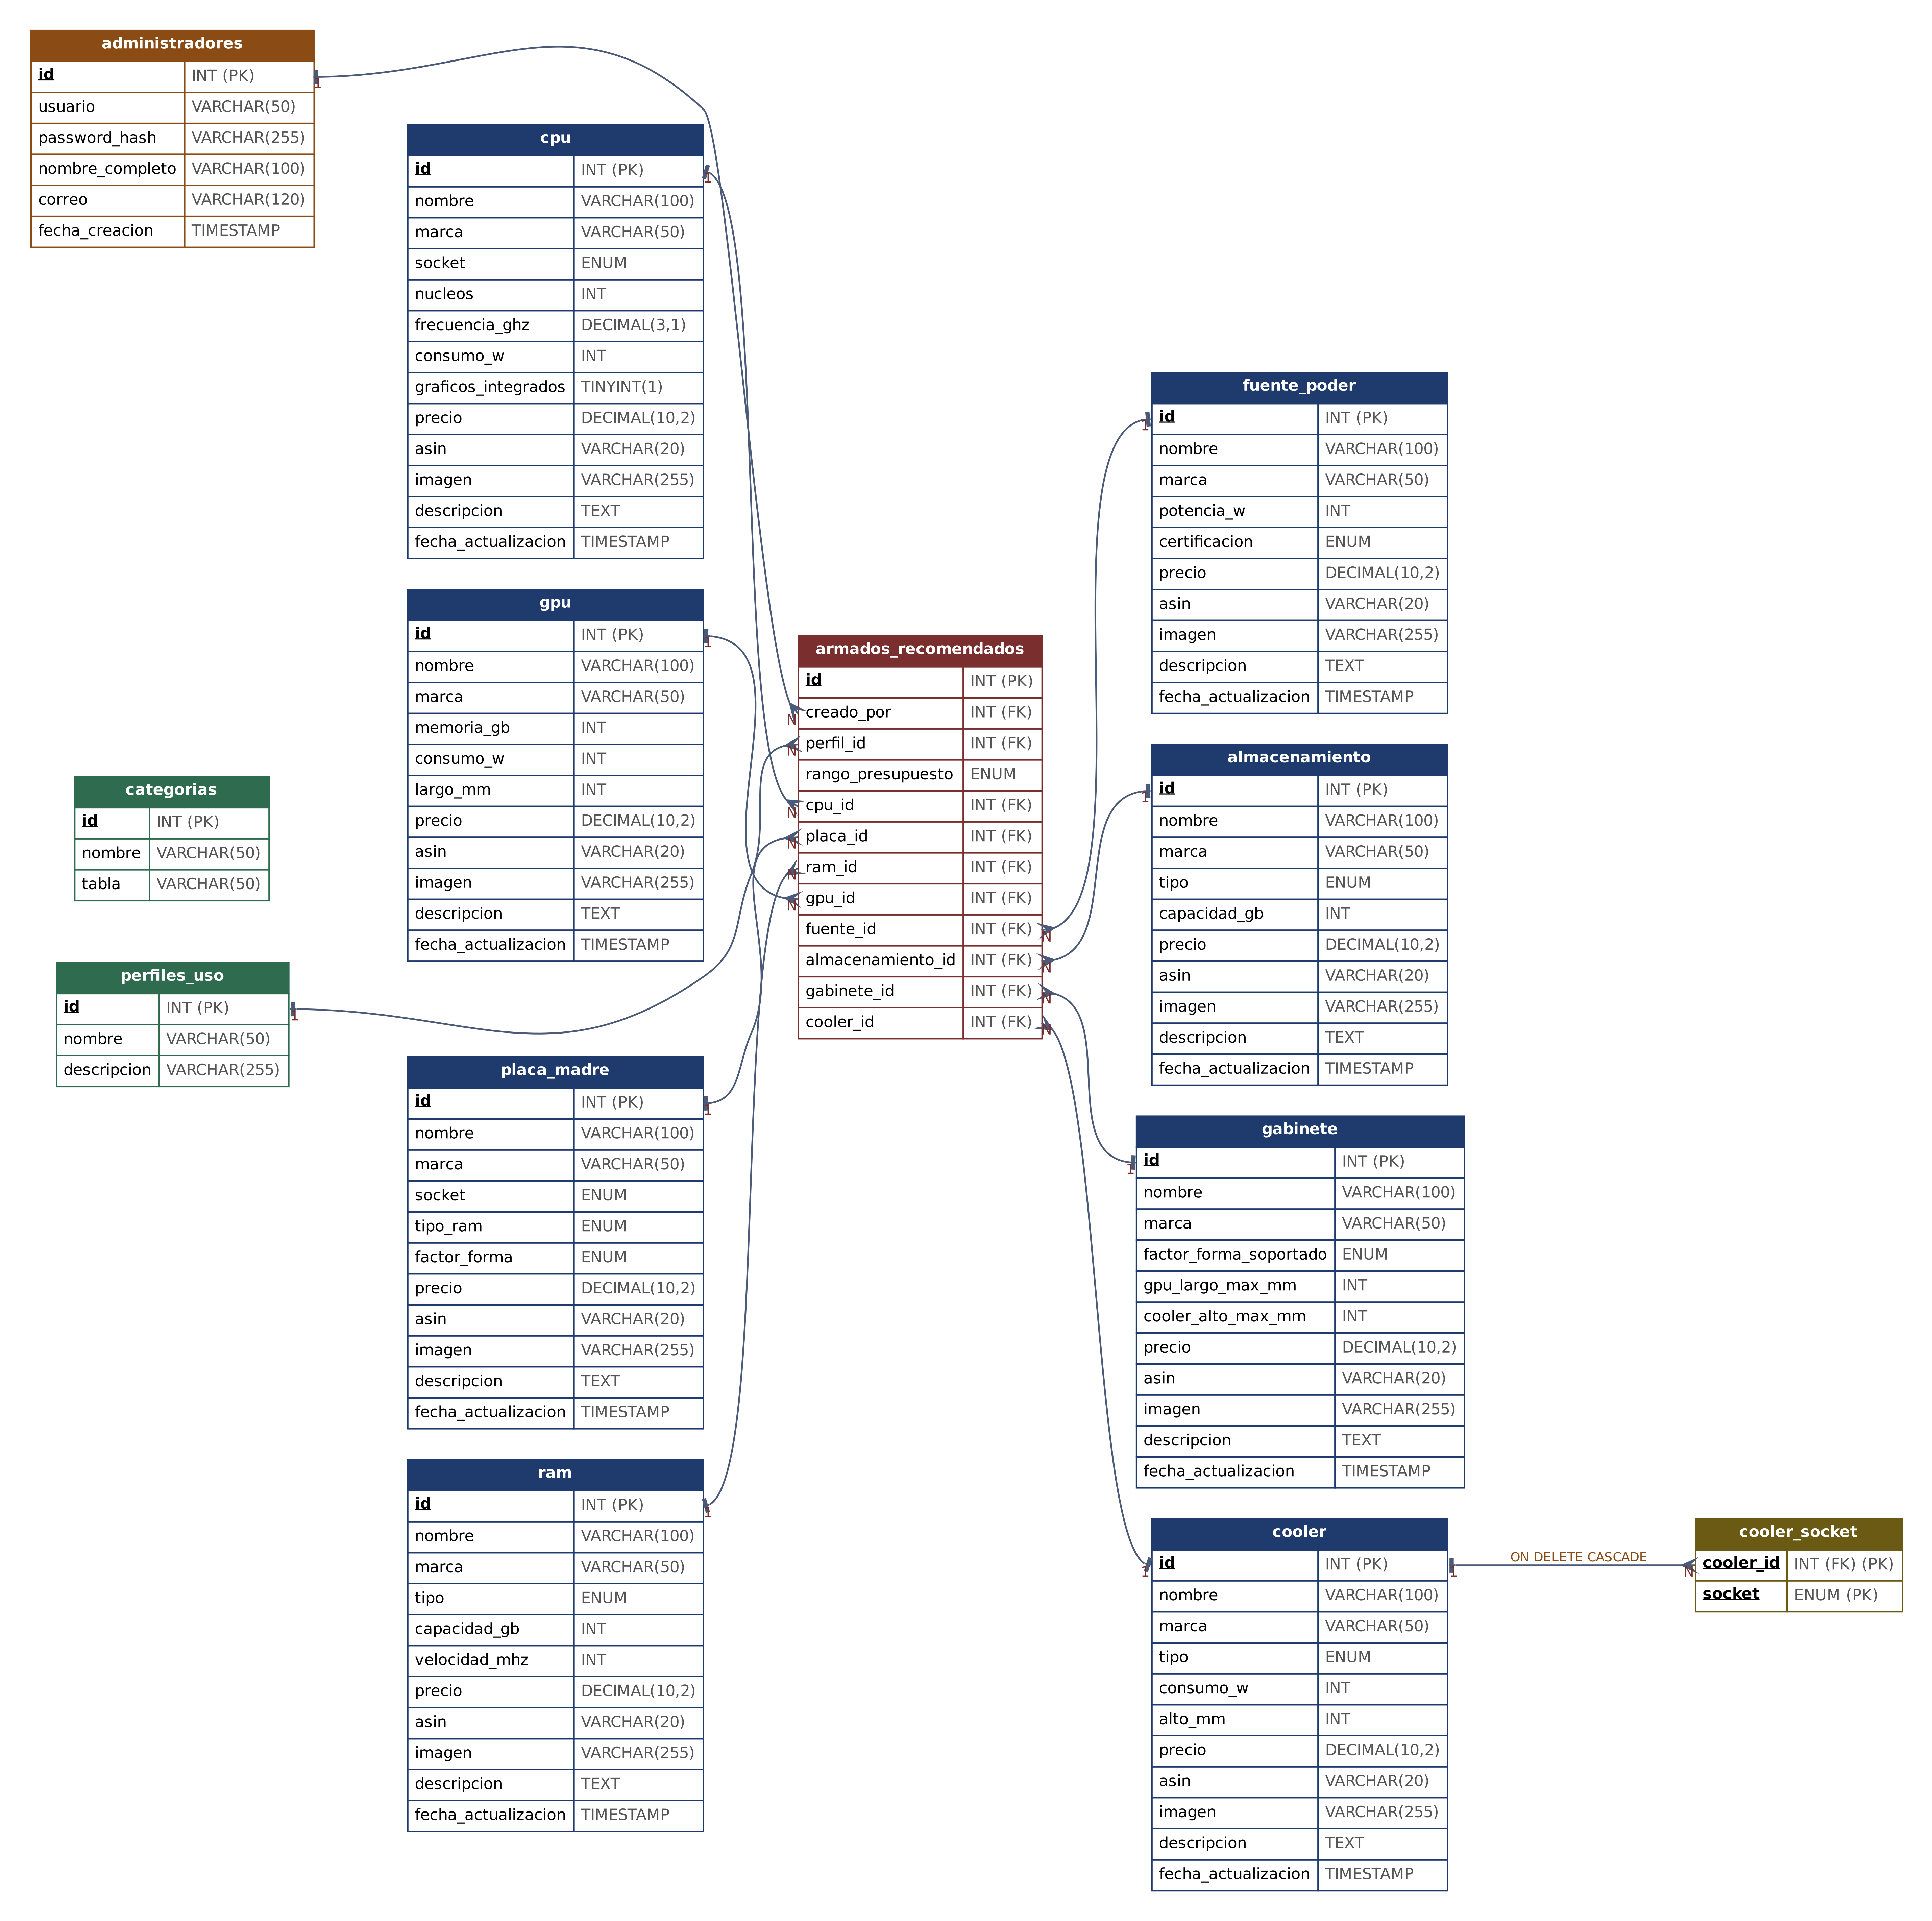 administradores
id INT (PK)
usuario VARCHAR(50)
password_hash VARCHAR(255)
nombre_completo VARCHAR(100)
correo VARCHAR(120)
fecha_creacion TIMESTAMP
1
cpu
id INT (PK)
nombre VARCHAR(100)
marca VARCHAR(50)
socket ENUM
nucleos INT
frecuencia_ghz DECIMAL(3,1)
consumo_w INT
graficos_integrados TINYINT(1)
precio DECIMAL(10,2)
asin VARCHAR(20)
imagen VARCHAR(255)
descripcion TEXT
fecha_actualizacion TIMESTAMP
1
gpu
id INT (PK)
nombre VARCHAR(100)
marca VARCHAR(50)
memoria_gb INT
consumo_w INT
largo_mm INT
precio DECIMAL(10,2)
asin VARCHAR(20)
imagen VARCHAR(255)
descripcion TEXT
fecha_actualizacion TIMESTAMP
1
categorias
id INT (PK)
nombre VARCHAR(50)
tabla VARCHAR(50)
perfiles_uso
id INT (PK)
nombre VARCHAR(50)
descripcion VARCHAR(255)
1
placa_madre
id INT (PK)
nombre VARCHAR(100)
marca VARCHAR(50)
socket ENUM
tipo_ram ENUM
factor_forma ENUM
precio DECIMAL(10,2)
asin VARCHAR(20)
imagen VARCHAR(255)
descripcion TEXT
fecha_actualizacion TIMESTAMP
1
ram
id INT (PK)
nombre VARCHAR(100)
marca VARCHAR(50)
tipo ENUM
capacidad_gb INT
velocidad_mhz INT
precio DECIMAL(10,2)
asin VARCHAR(20)
imagen VARCHAR(255)
descripcion TEXT
fecha_actualizacion TIMESTAMP
1
armados_recomendados
id INT (PK)
creado_por INT (FK)
N
perfil_id INT (FK)
N
rango_presupuesto ENUM
cpu_id INT (FK)
N
placa_id INT (FK)
N
ram_id INT (FK)
N
gpu_id INT (FK)
N
fuente_id INT (FK)
N
almacenamiento_id INT (FK)
N
gabinete_id INT (FK)
N
cooler_id INT (FK)
N
fuente_poder
id INT (PK)
nombre VARCHAR(100)
marca VARCHAR(50)
potencia_w INT
certificacion ENUM
precio DECIMAL(10,2)
asin VARCHAR(20)
imagen VARCHAR(255)
descripcion TEXT
fecha_actualizacion TIMESTAMP
1
almacenamiento
id INT (PK)
nombre VARCHAR(100)
marca VARCHAR(50)
tipo ENUM
capacidad_gb INT
precio DECIMAL(10,2)
asin VARCHAR(20)
imagen VARCHAR(255)
descripcion TEXT
fecha_actualizacion TIMESTAMP
1
gabinete
id INT (PK)
nombre VARCHAR(100)
marca VARCHAR(50)
factor_forma_soportado ENUM
gpu_largo_max_mm INT
cooler_alto_max_mm INT
precio DECIMAL(10,2)
asin VARCHAR(20)
imagen VARCHAR(255)
descripcion TEXT
fecha_actualizacion TIMESTAMP
1
cooler
id INT (PK)
nombre VARCHAR(100)
marca VARCHAR(50)
tipo ENUM
consumo_w INT
alto_mm INT
precio DECIMAL(10,2)
asin VARCHAR(20)
imagen VARCHAR(255)
descripcion TEXT
fecha_actualizacion TIMESTAMP
1
1
ON DELETE CASCADE
N
cooler_socket
cooler_id INT (FK) (PK)
socket ENUM (PK)